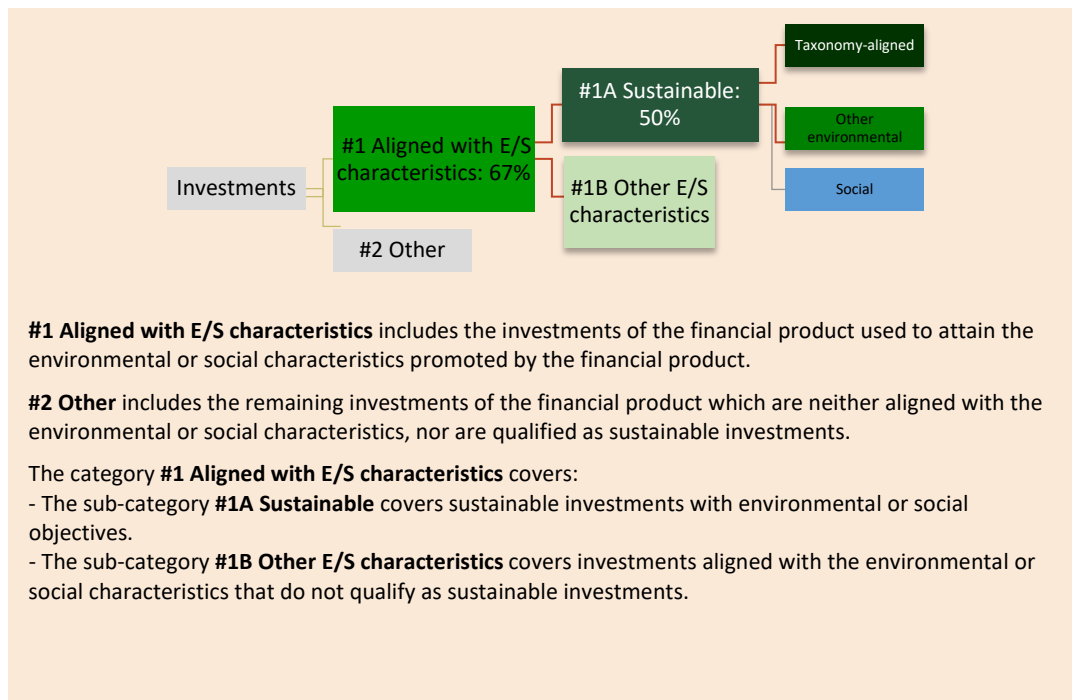 Taxonomy-aligned
#1A Sustainable:
50%
#1 Aligned with E/S
characteristics: 67%
Other
environmental
Investments
#1B Other E/S
characteristics
Social
#2 Other
#1 Aligned with E/S characteristics includes the investments of the financial product used to attain the
environmental or social characteristics promoted by the financial product.
#2 Other includes the remaining investments of the financial product which are neither aligned with the
environmental or social characteristics, nor are qualified as sustainable investments.
The category #1 Aligned with E/S characteristics covers:
- The sub-category #1A Sustainable covers sustainable investments with environmental or social
objectives.
- The sub-category #1B Other E/S characteristics covers investments aligned with the environmental or
social characteristics that do not qualify as sustainable investments.